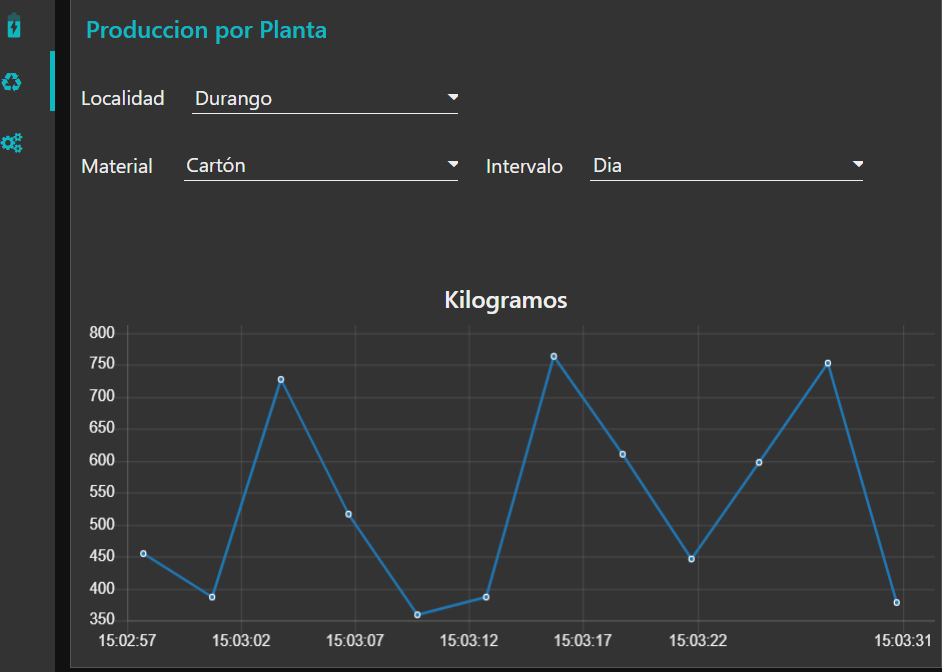 Produccion por Planta
Localidad Durango
Material Cartón Intervalo Dia
Kilogramos
800
750
700
650
600
550
500
450
400
350
15:02:57 15:03:02 15:03:07 15:03:12 15:03:17 15:03:22 15:03:31